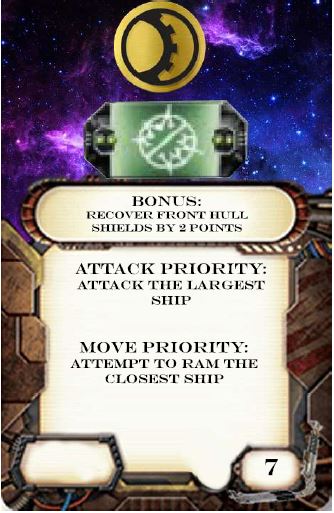 BONUS:
RECOVER FRONT HULL
SHIELDS BY 2 POINTS
ATTACK PRIORITY:
ATTACK THE LARGEST
SHIP
MOVE PRIORITY:
ATTEMPT TO RAM THE
CLOSEST SHIP
7